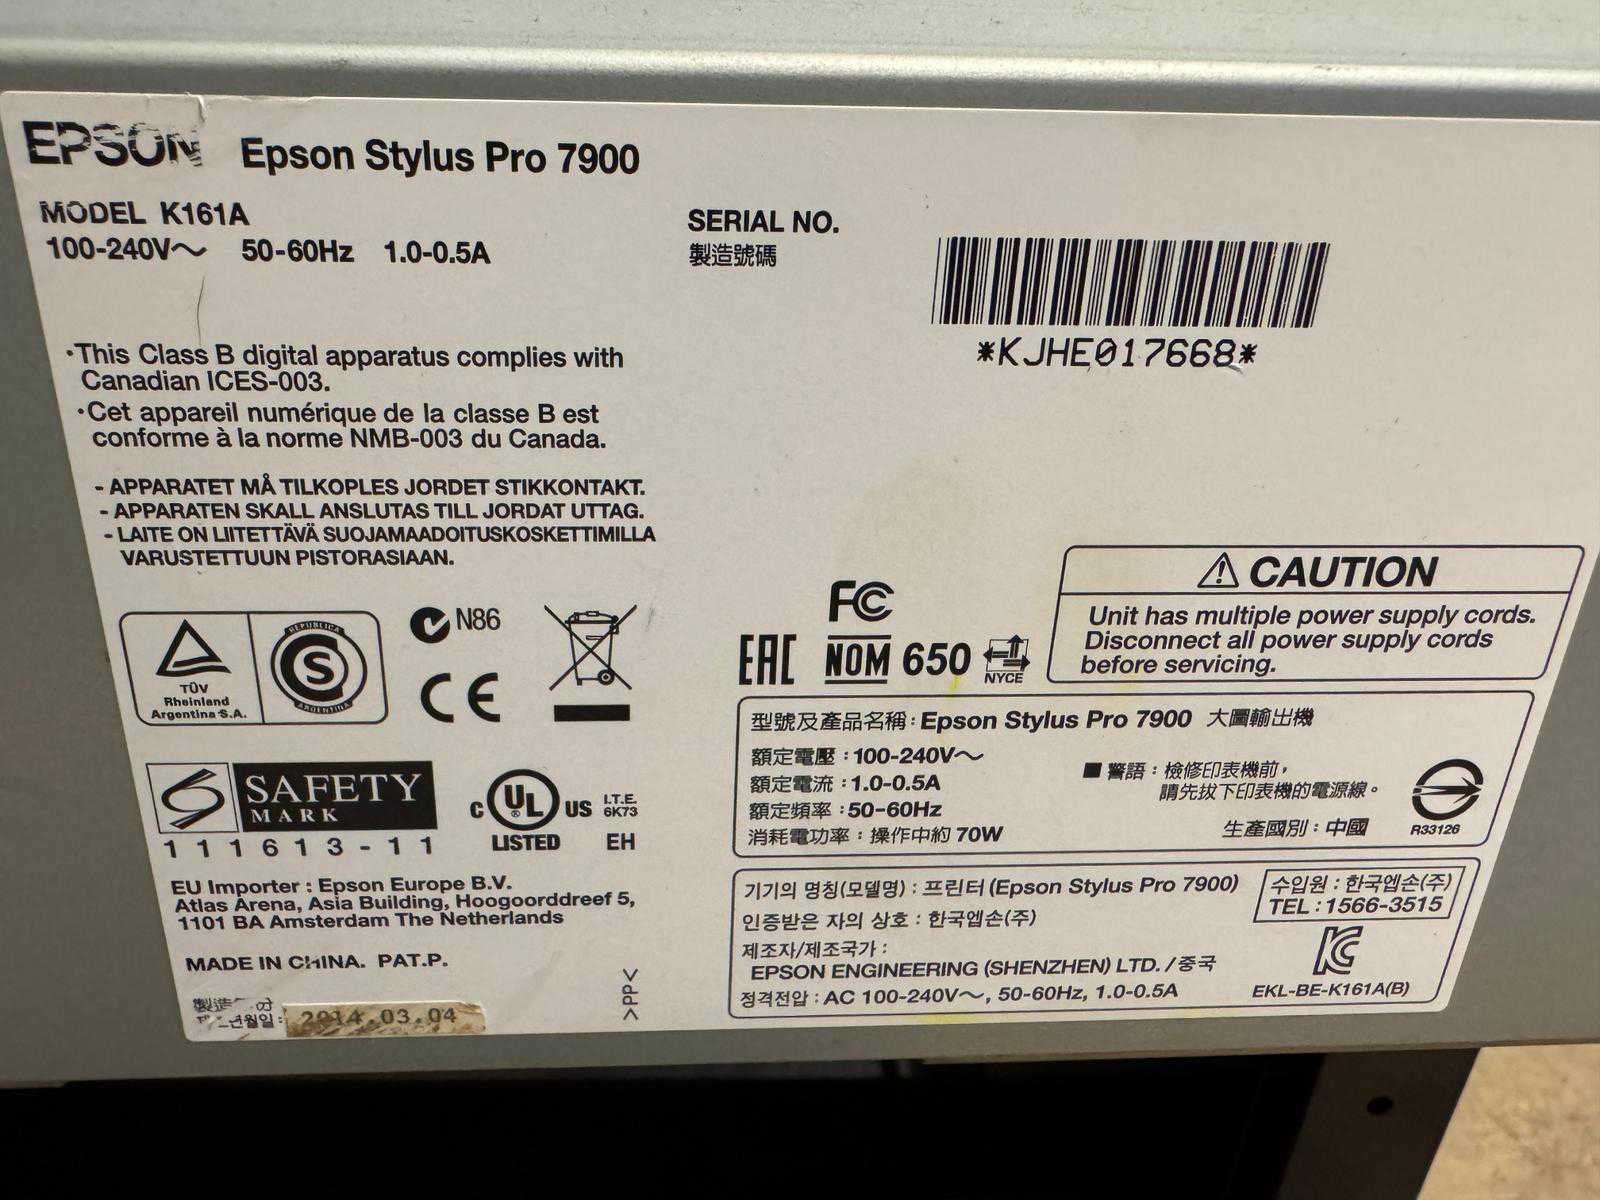 EPSON Epson Stylus Pro 7900
MODEL K161A
100-240V～ 50-60Hz 1.0-0.5A
SERIAL NO.
製造號碼
*KJHE017668*
·This Class B digital apparatus complies with
Canadian ICES-003.
·Cet appareil numérique de la classe B est
conforme à la norme NMB-003 du Canada.
- APPARATET MÅ TILKOPLES JORDET STIKKONTAKT.
- APPARATEN SKALL ANSLUTAS TILL JORDAT UTTAG.
- LAITE ON LIITETTÄVÄ SUOJAMAADOITUSKOSKETTIMILLA
VARUSTETTUUN PISTORASIAAN.
TÜV
Rheinland
Argentina S.A.
REPUBLICA
S
ARGENTINA
N86
CE
SAFETY
MARK
111613-11
C UL US
®
LISTED
I.T.E.
6K73
EH
EU Importer : Epson Europe B.V.
Atlas Arena, Asia Building, Hoogoorddreef 5,
1101 BA Amsterdam The Netherlands
MADE IN CHINA. PAT.P.
製造
년월일: 2014.03.04
>PP<
FC
EAC NOM 650
NYCE
⚠ CAUTION
Unit has multiple power supply cords.
Disconnect all power supply cords
before servicing.
型號及產品名稱：Epson Stylus Pro 7900 大圖輸出機
額定電壓：100-240V～
額定電流：1.0-0.5A
額定頻率：50-60Hz
消耗電功率：操作中約 70W
■ 警語：檢修印表機前，
請先拔下印表機的電源線。
生產國別：中國
R33126
기기의 명칭(모델명) : 프린터 (Epson Stylus Pro 7900)
인증받은 자의 상호 : 한국엡손(주)
제조자/제조국가 :
EPSON ENGINEERING (SHENZHEN) LTD. / 중국
정격전압 : AC 100-240V～, 50-60Hz, 1.0-0.5A
수입원 : 한국엡손(주)
TEL : 1566-3515
KC
EKL-BE-K161A(B)